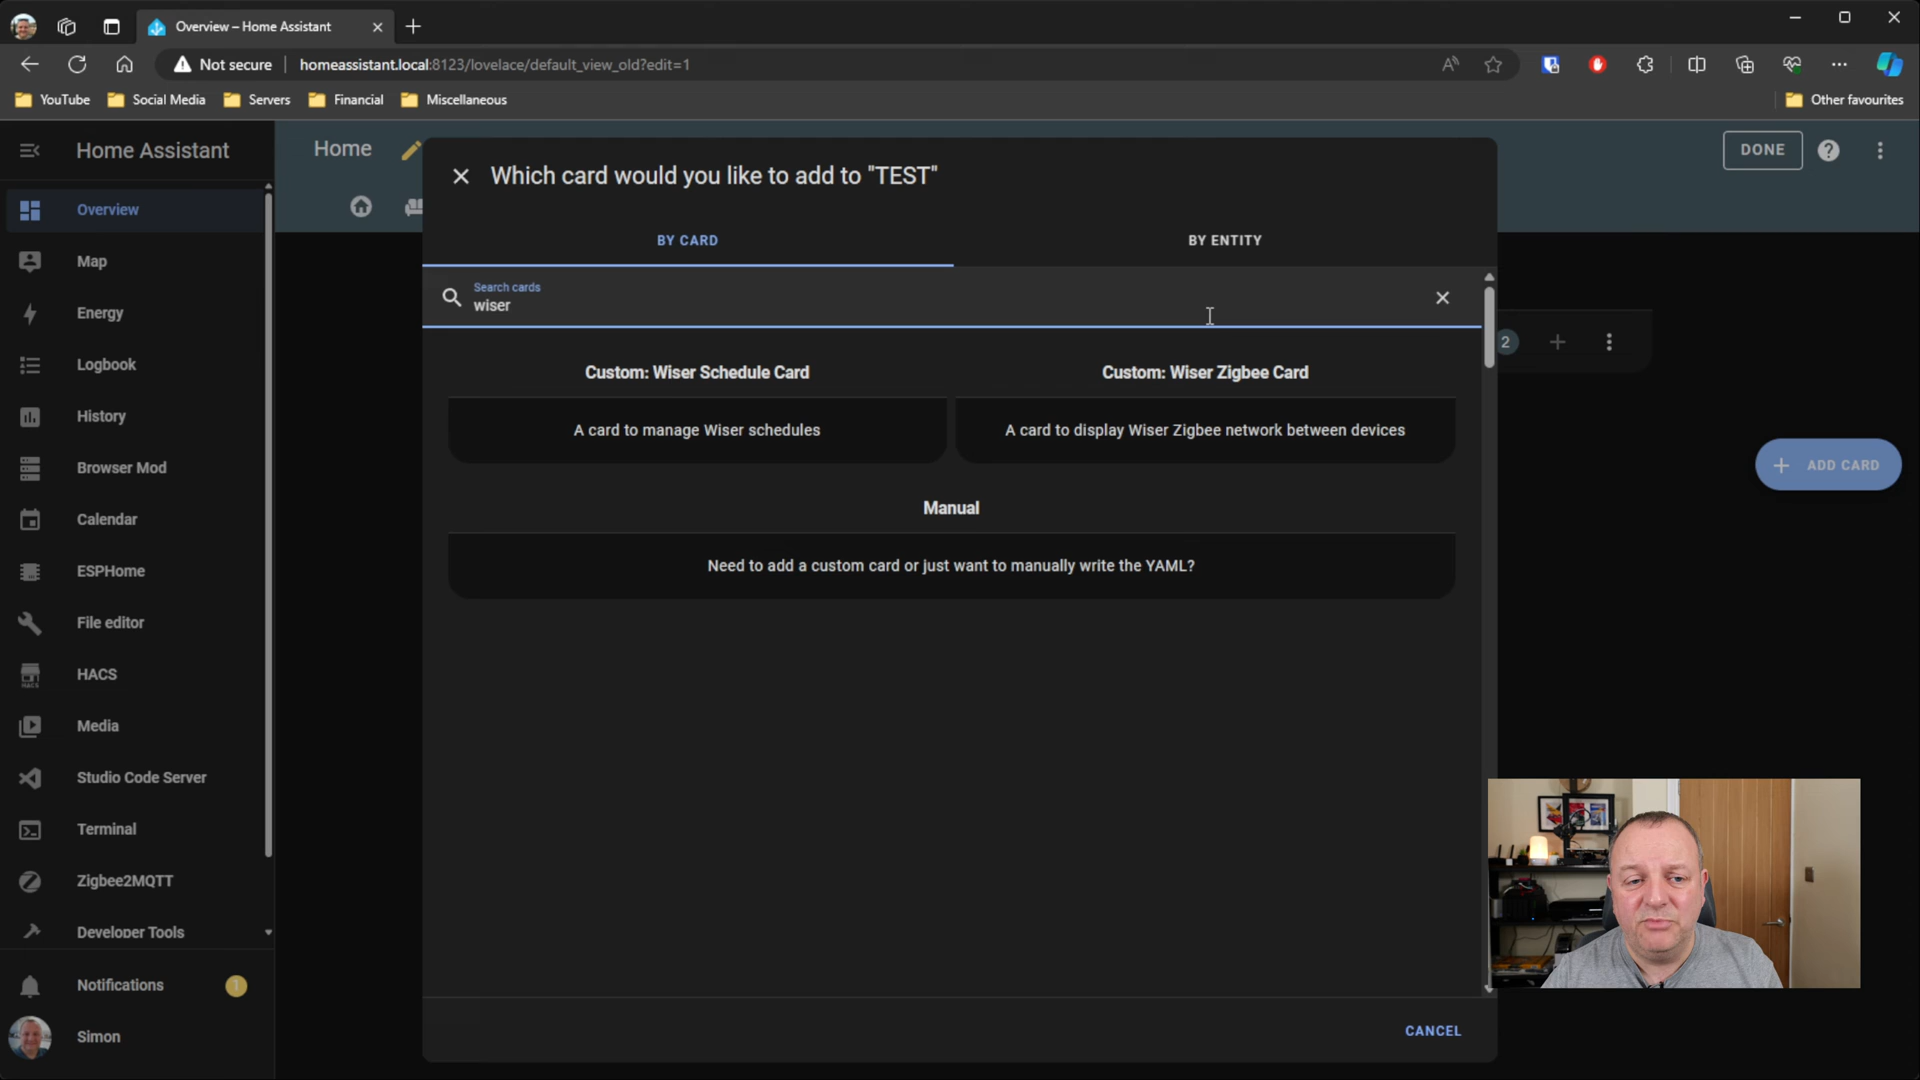 Overview – Home Assistant
Not secure
homeassistant.local:8123/lovelace/default_view_old?edit=1
YouTube
Social Media
Servers
Financial
Miscellaneous
Other favourites
Home Assistant
Home
DONE
Which card would you like to add to "TEST"
BY CARD
BY ENTITY
Search cards
wiser
Custom: Wiser Schedule Card
A card to manage Wiser schedules
Custom: Wiser Zigbee Card
A card to display Wiser Zigbee network between devices
Manual
Need to add a custom card or just want to manually write the YAML?
CANCEL
2
ADD CARD
Overview
Map
Energy
Logbook
History
Browser Mod
Calendar
ESPHome
File editor
HACS
HACS
Media
Studio Code Server
Terminal
Zigbee2MQTT
Developer Tools
Notifications
1
Simon